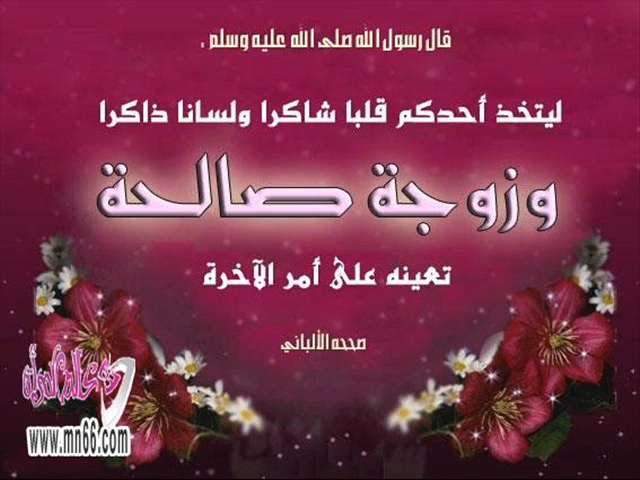 قال رسول الله صلى الله عليه وسلم :
ليتخذ أحدكم قلبا شاكرا ولسانا ذاكرا
وزوجة صالحة
تعينه على أمر الآخرة
صححه الألباني
www.mn66.com